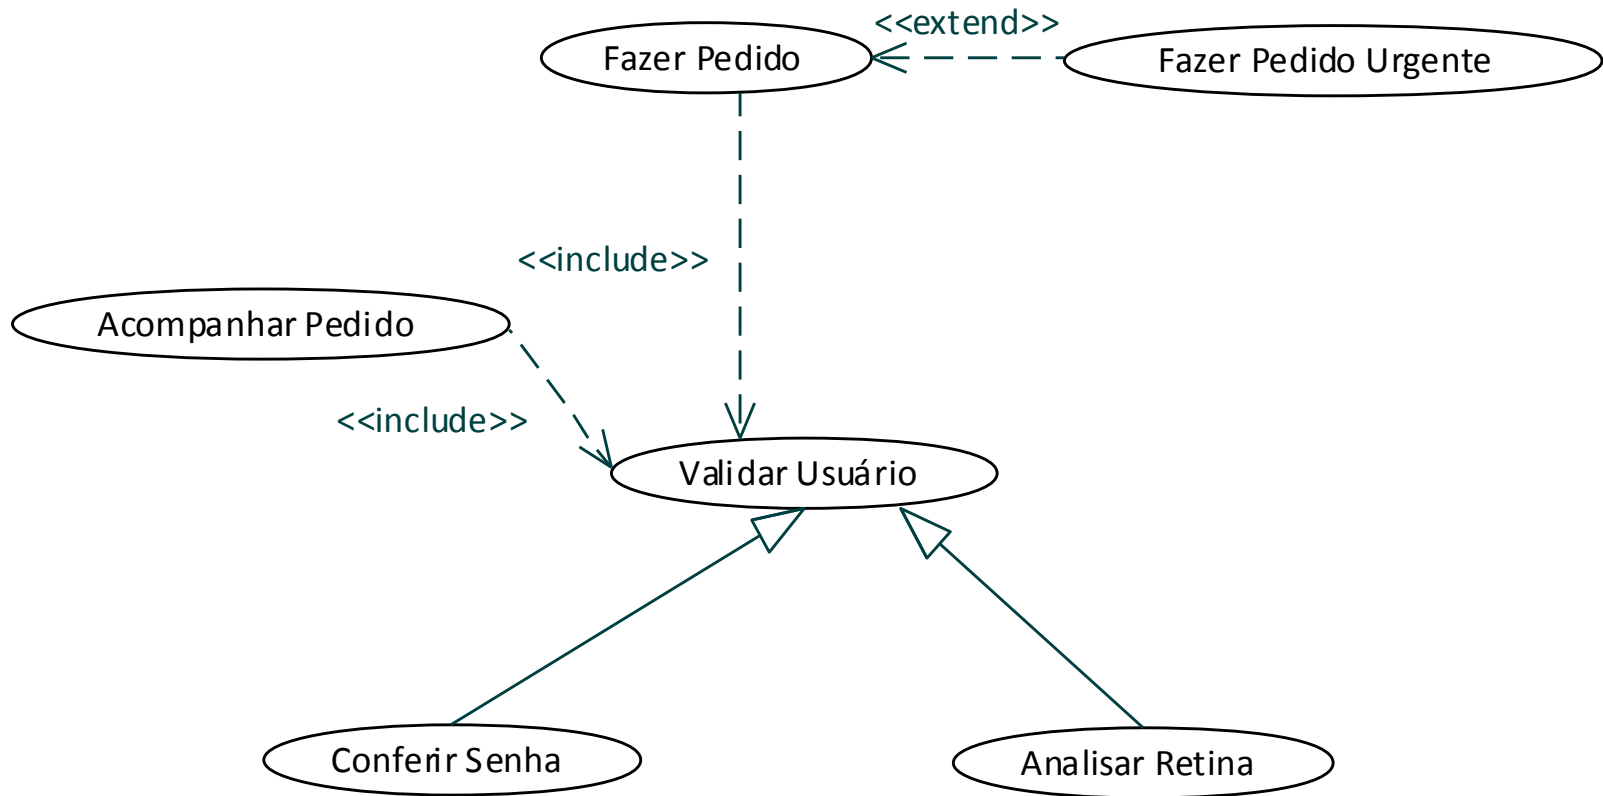 <<extend>>
Fazer Pedido
Fazer Pedido Urgente
<<include>>
Acompanhar Pedido
<<include>>
Validar Usuário
Conferir Senha
Analisar Retina